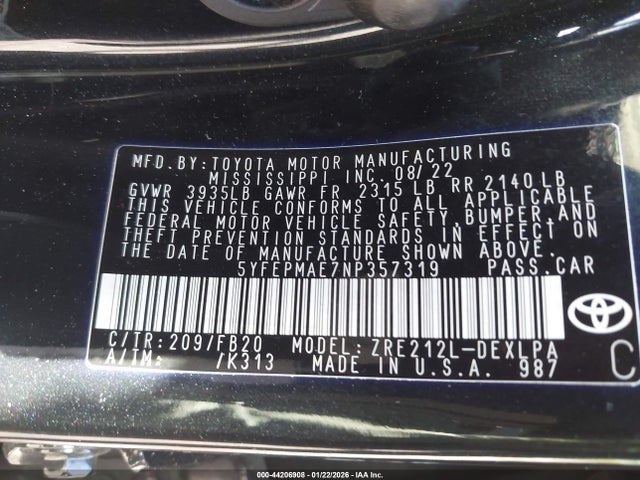 MFD. BY: TOYOTA MOTOR MANUFACTURING
MISSISSIPPI INC. 08/22
GVWR 3935LB GAWR FR 2315 LB RR 2140 LB
THIS VEHICLE CONFORMS TO ALL APPLICABLE
FEDERAL MOTOR VEHICLE SAFETY, BUMPER, AND
THEFT PREVENTION STANDARDS IN EFFECT ON
THE DATE OF MANUFACTURE SHOWN ABOVE.
5YFEPMAE7NP357319 PASS. CAR
C/TR: 209/FB20 MODEL: ZRE212L-DEXLPA
A/TM: /K313 MADE IN U.S.A. 987
C
000-44206908 - 01/22/2026 - IAA Inc.